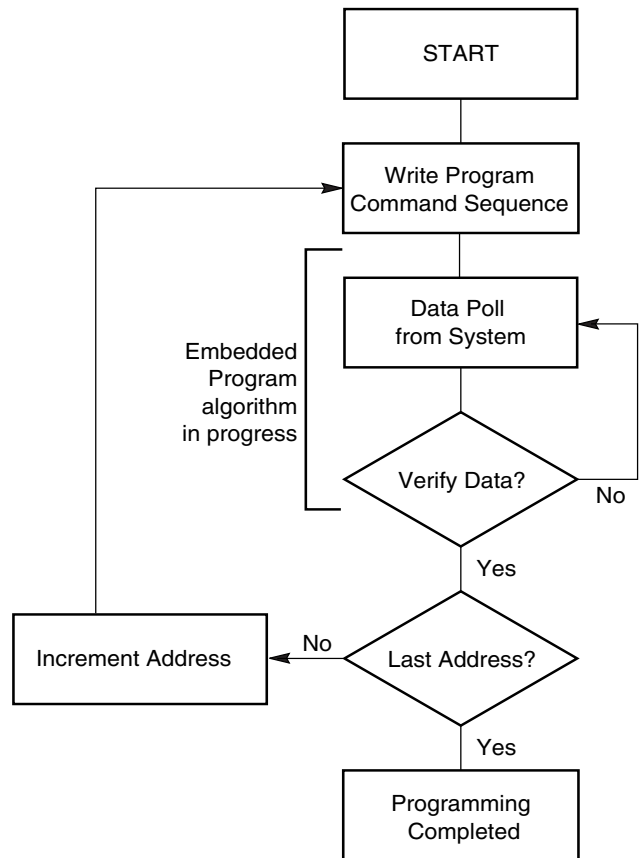 START
Write Program
Command Sequence
Data Poll
from System
Embedded
Program
algorithm
in progress
Verify Data?
No
Yes
Increment Address
No
Last Address?
Yes
Programming
Completed